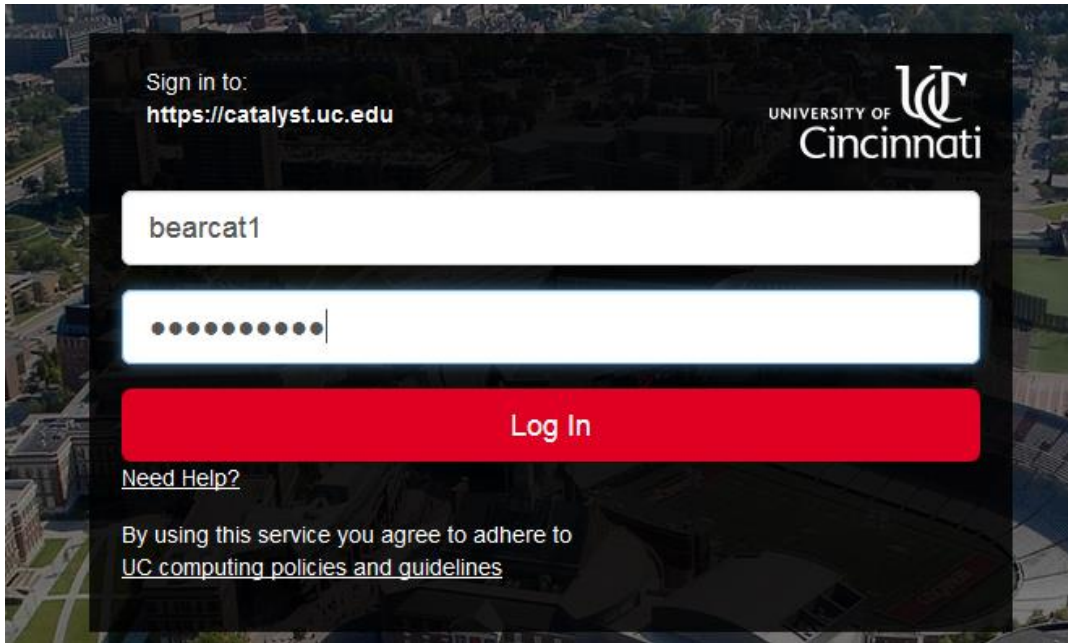 Sign in to:
https://catalyst.uc.edu
UC
UNIVERSITY OF
Cincinnati
bearcat1
●●●●●●●●●●
Log In
Need Help?
By using this service you agree to adhere to
UC computing policies and guidelines